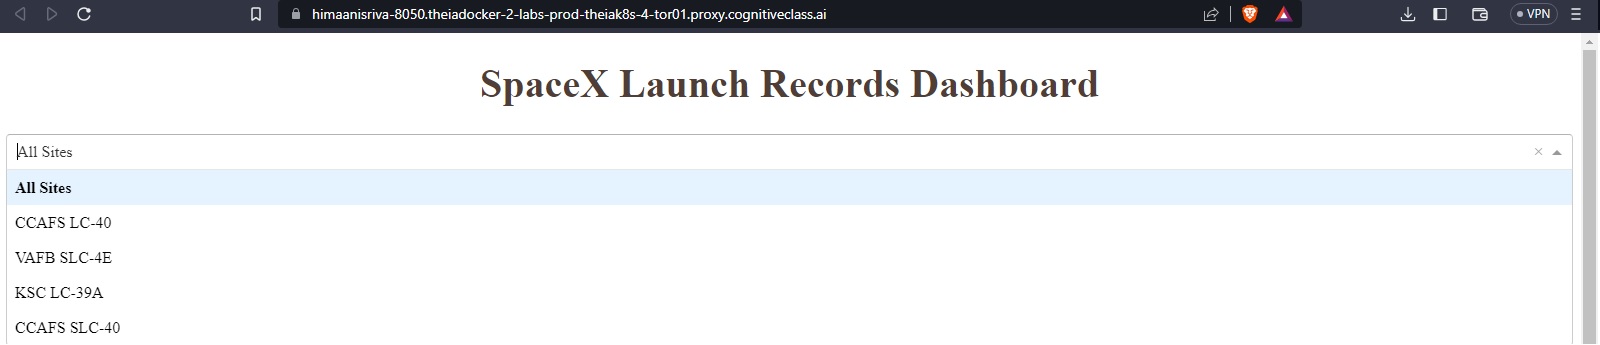 himaanisriva-8050.theiadocker-2-labs-prod-theiak8s-4-tor01.proxy.cognitiveclass.ai
VPN
SpaceX Launch Records Dashboard
All Sites
All Sites
CCAFS LC-40
VAFB SLC-4E
KSC LC-39A
CCAFS SLC-40